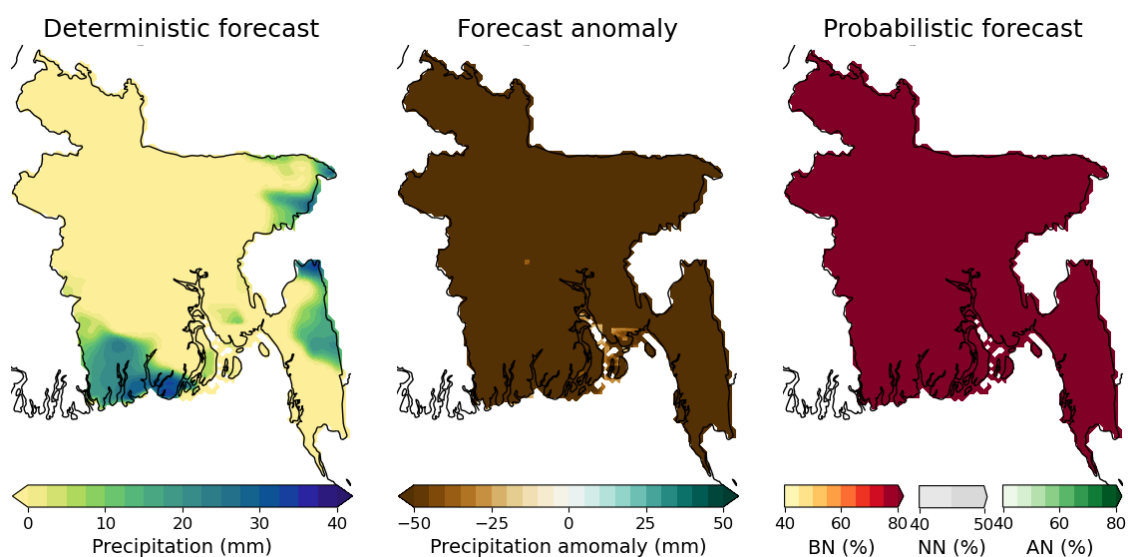 Deterministic forecast
Forecast anomaly
Probabilistic forecast
0 10 20 30 40
Precipitation (mm)
−50 −25 0 25 50
Precipitation amomaly (mm)
40 60 80
BN (%)
40 50
NN (%)
40 60 80
AN (%)